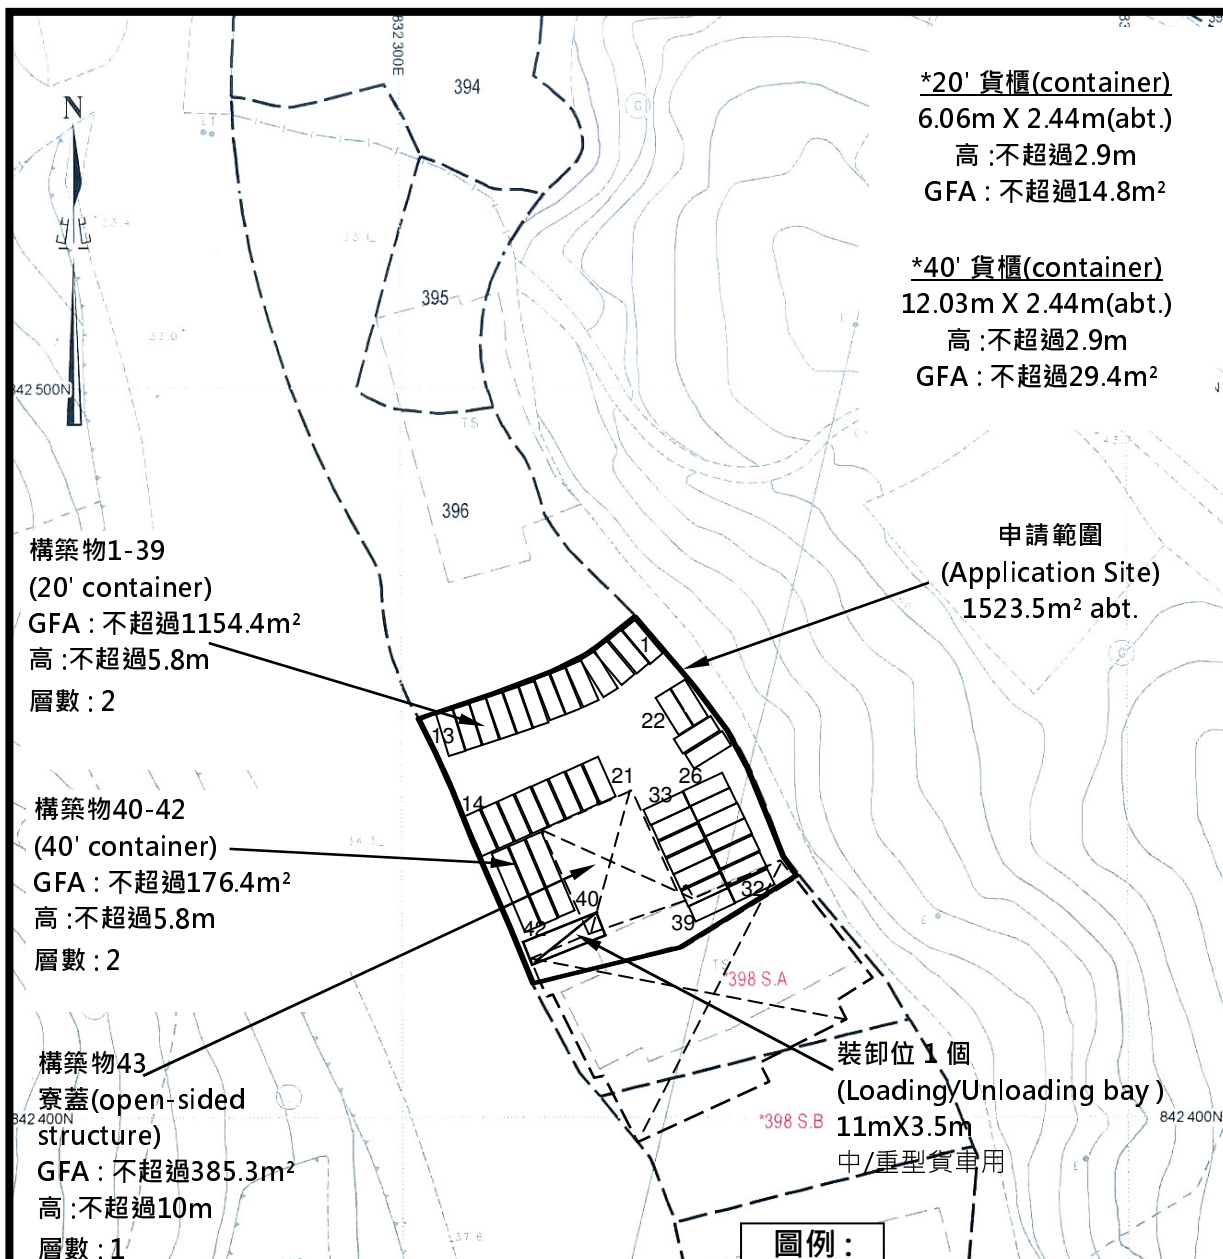 832 300E
394
N
*20' 貨櫃(container)
6.06m X 2.44m(abt.)
高 :不超過2.9m
GFA : 不超過14.8m²
*40' 貨櫃(container)
12.03m X 2.44m(abt.)
高 :不超過2.9m
GFA : 不超過29.4m²
395
842 500N
TS
396
構築物1-39
(20' container)
GFA : 不超過1154.4m²
高 :不超過5.8m
層數 : 2
申請範圍
(Application Site)
1523.5m² abt.
G
G
1
13
22
14
21
26
33
構築物40-42
(40' container)
GFA : 不超過176.4m²
高 :不超過5.8m
層數 : 2
40
32
42
39
TS
*398 S.A
構築物43
寮蓋(open-sided
structure)
GFA : 不超過385.3m²
高 :不超過10m
層數 : 1
裝卸位 1 個
(Loading/Unloading bay )
11mX3.5m
中/重型貨車用
842 400N
*398 S.B
842 400N
圖例 :